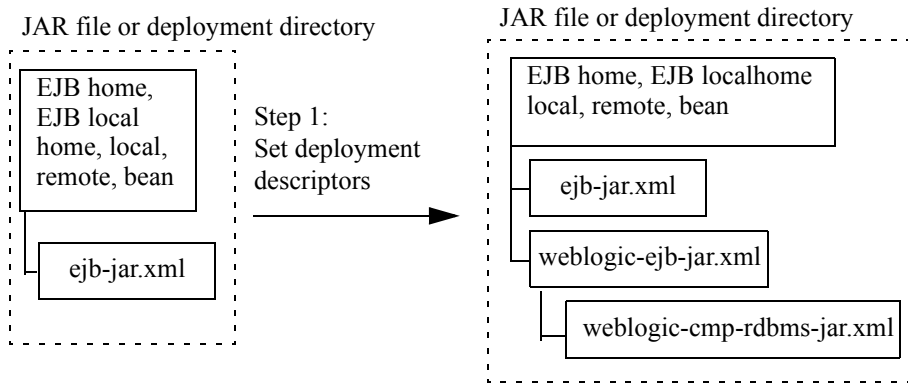 JAR file or deployment directory
EJB home,
EJB local
home, local,
remote, bean
ejb-jar.xml
Step 1:
Set deployment
descriptors
JAR file or deployment directory
EJB home, EJB localhome
local, remote, bean
ejb-jar.xml
weblogic-ejb-jar.xml
weblogic-cmp-rdbms-jar.xml